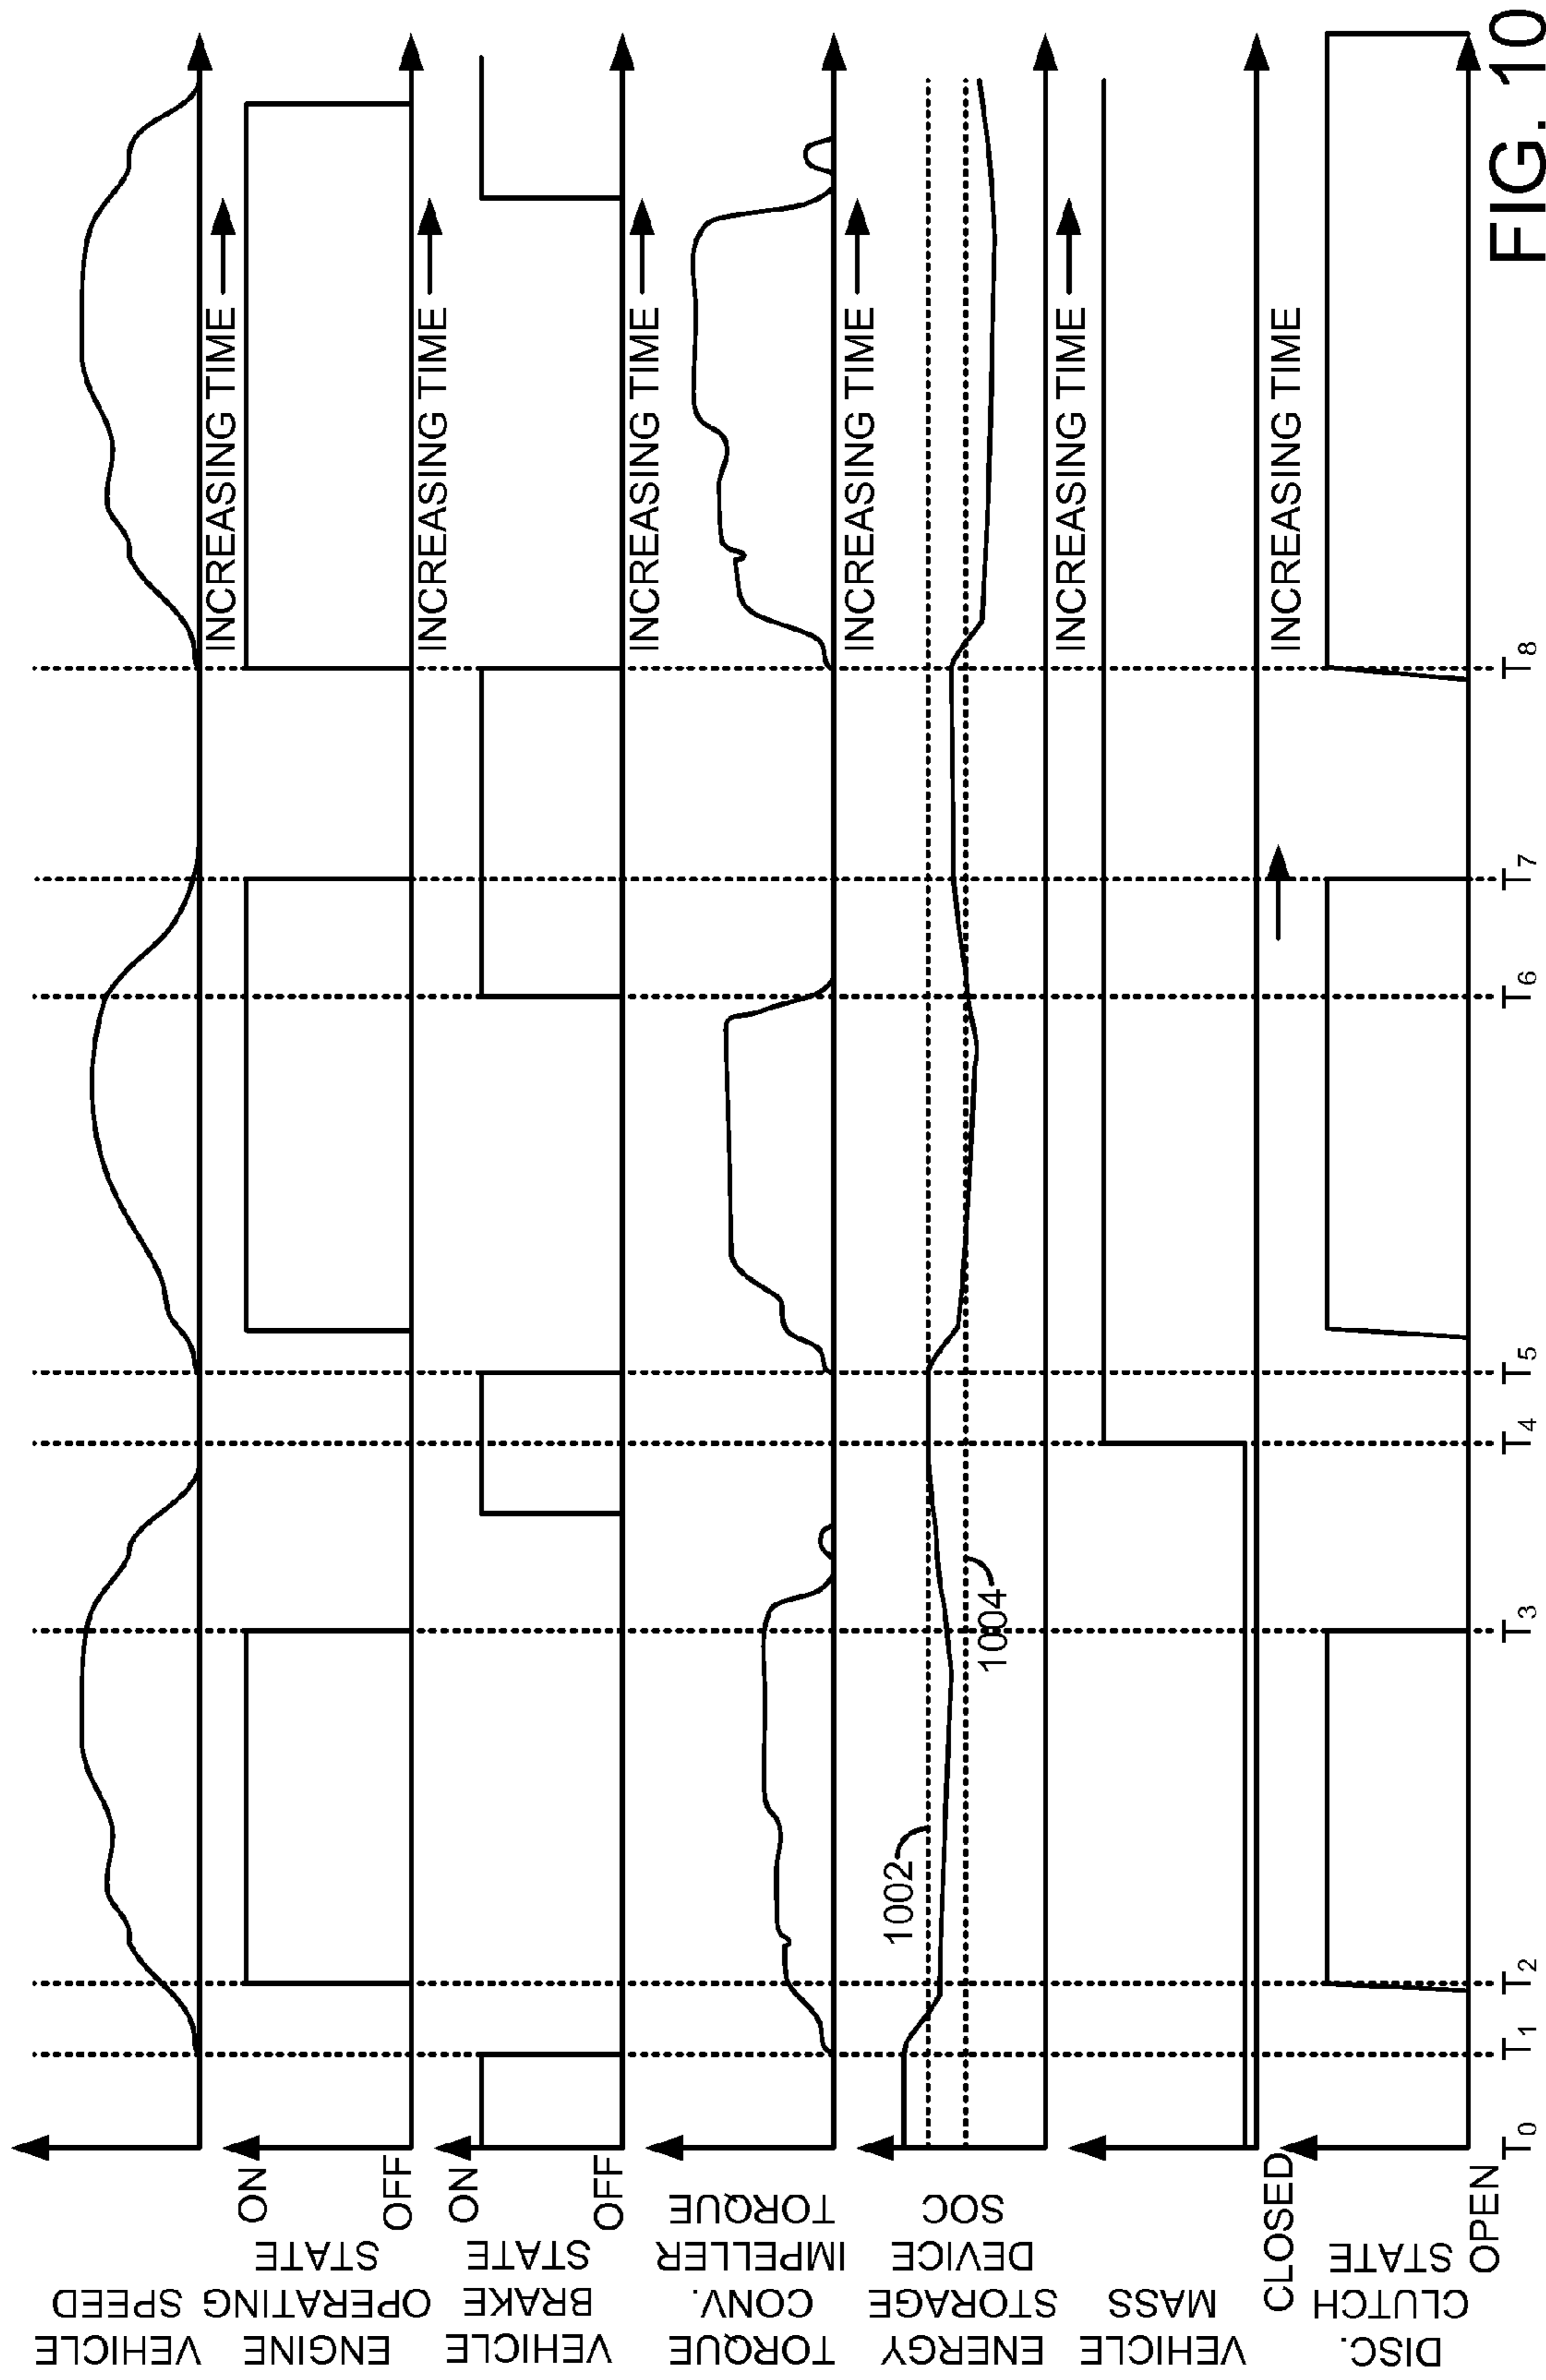 VEHICLE
SPEED
INCREASING TIME
ENGINE
OPERATING
STATE
ON
OFF
INCREASING TIME
VEHICLE
BRAKE
STATE
ON
OFF
INCREASING TIME
TORQUE
CONV.
IMPELLER
TORQUE
INCREASING TIME
ENERGY
STORAGE
DEVICE
SOC
1002
1004
INCREASING TIME
VEHICLE
MASS
INCREASING TIME
DISC.
CLUTCH
STATE
CLOSED
OPEN
T0 T1 T2 T3 T4 T5 T6 T7 T8
FIG. 10